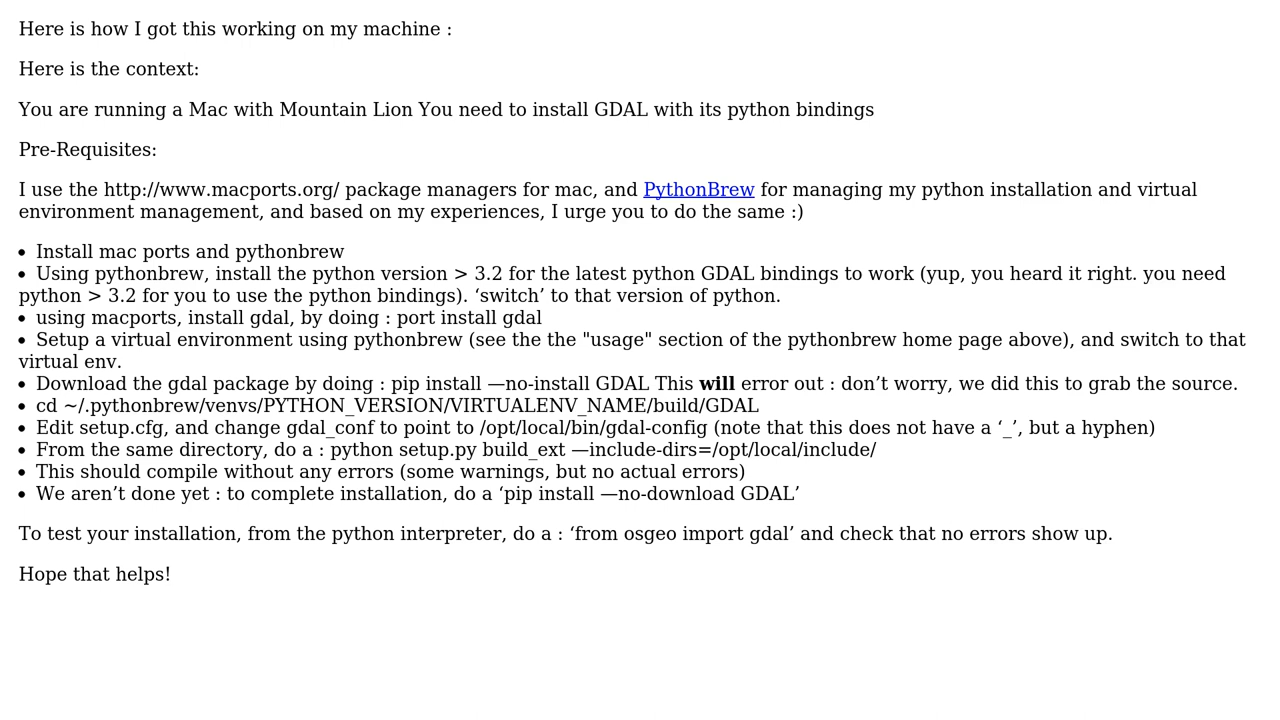 Here is how I got this working on my machine :
Here is the context:
You are running a Mac with Mountain Lion You need to install GDAL with its python bindings
Pre-Requisites:
I use the http://www.macports.org/ package managers for mac, and PythonBrew for managing my python installation and virtual
environment management, and based on my experiences, I urge you to do the same :)
• Install mac ports and pythonbrew
• Using pythonbrew, install the python version > 3.2 for the latest python GDAL bindings to work (yup, you heard it right. you need
python > 3.2 for you to use the python bindings). ‘switch’ to that version of python.
• using macports, install gdal, by doing : port install gdal
• Setup a virtual environment using pythonbrew (see the the "usage" section of the pythonbrew home page above), and switch to that
virtual env.
• Download the gdal package by doing : pip install —no-install GDAL This will error out : don’t worry, we did this to grab the source.
• cd ~/.pythonbrew/venvs/PYTHON_VERSION/VIRTUALENV_NAME/build/GDAL
• Edit setup.cfg, and change gdal_conf to point to /opt/local/bin/gdal-config (note that this does not have a ‘_’, but a hyphen)
• From the same directory, do a : python setup.py build_ext —include-dirs=/opt/local/include/
• This should compile without any errors (some warnings, but no actual errors)
• We aren’t done yet : to complete installation, do a ‘pip install —no-download GDAL’
To test your installation, from the python interpreter, do a : ‘from osgeo import gdal’ and check that no errors show up.
Hope that helps!